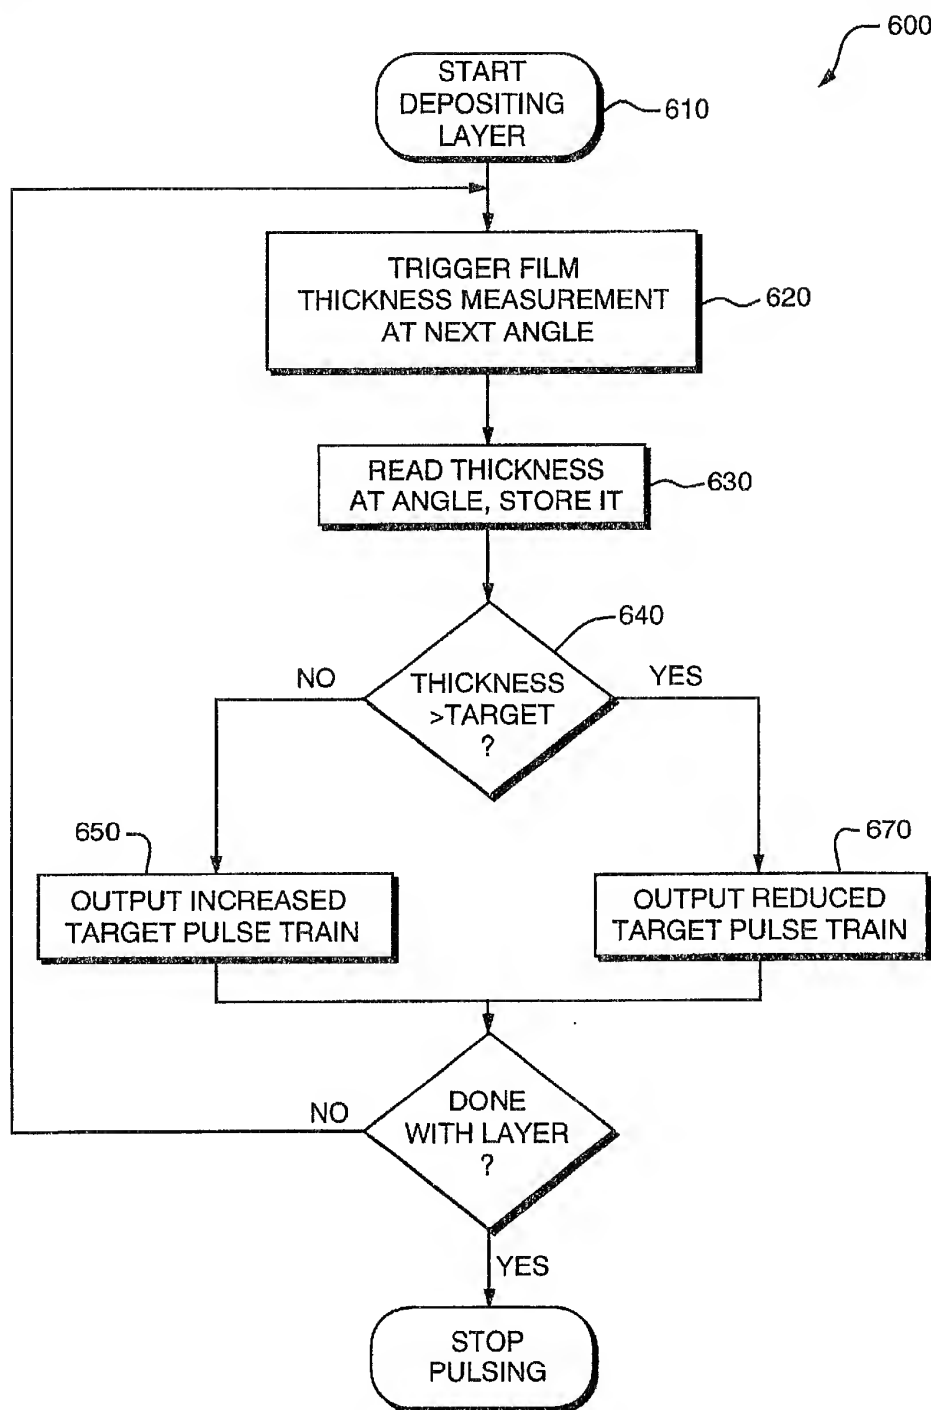 600
START
DEPOSITING
LAYER
610
TRIGGER FILM
THICKNESS MEASUREMENT
AT NEXT ANGLE
620
READ THICKNESS
AT ANGLE, STORE IT
630
640
NO
YES
THICKNESS
>TARGET
?
650
670
OUTPUT INCREASED
TARGET PULSE TRAIN
OUTPUT REDUCED
TARGET PULSE TRAIN
NO
DONE
WITH LAYER
?
YES
STOP
PULSING